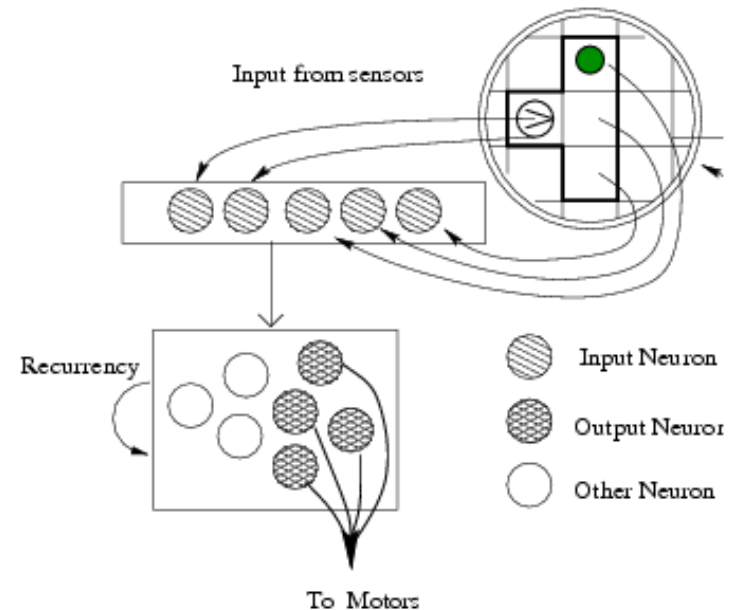 Input from sensors
Recurrency
Input Neuron
Output Neuror
Other Neuron
To Motors